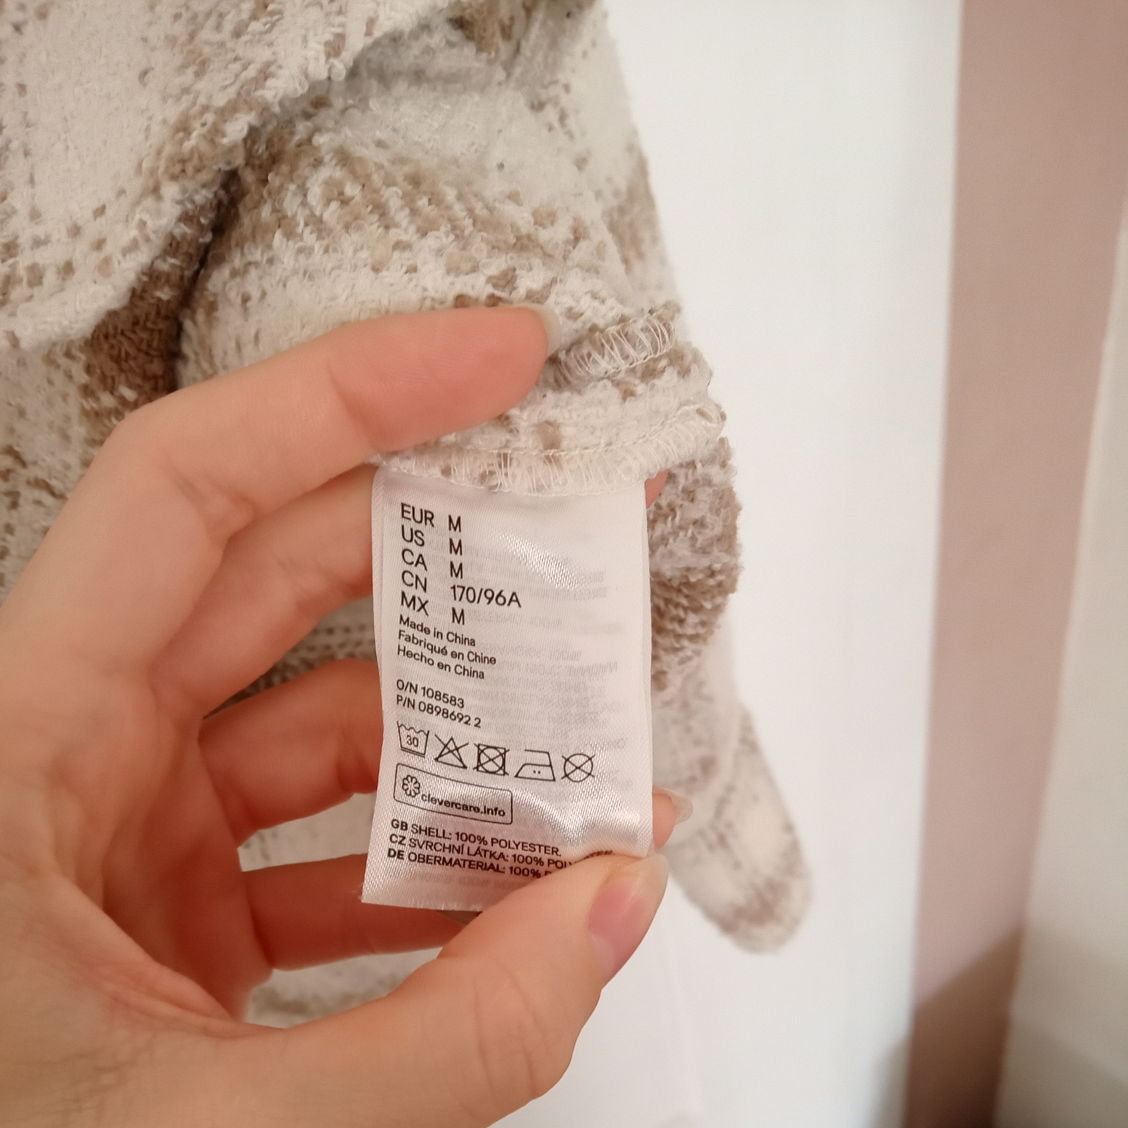 EUR M
US M
CA M
CN 170/96A
MX M
Made in China
Fabriqué en Chine
Hecho en China
O/N 108583
P/N 0898692 2
30
clevercare.info
GB SHELL: 100% POLYESTER.
CZ SVRCHNÍ LÁTKA: 100%
DE OBERMATERIAL: 100%